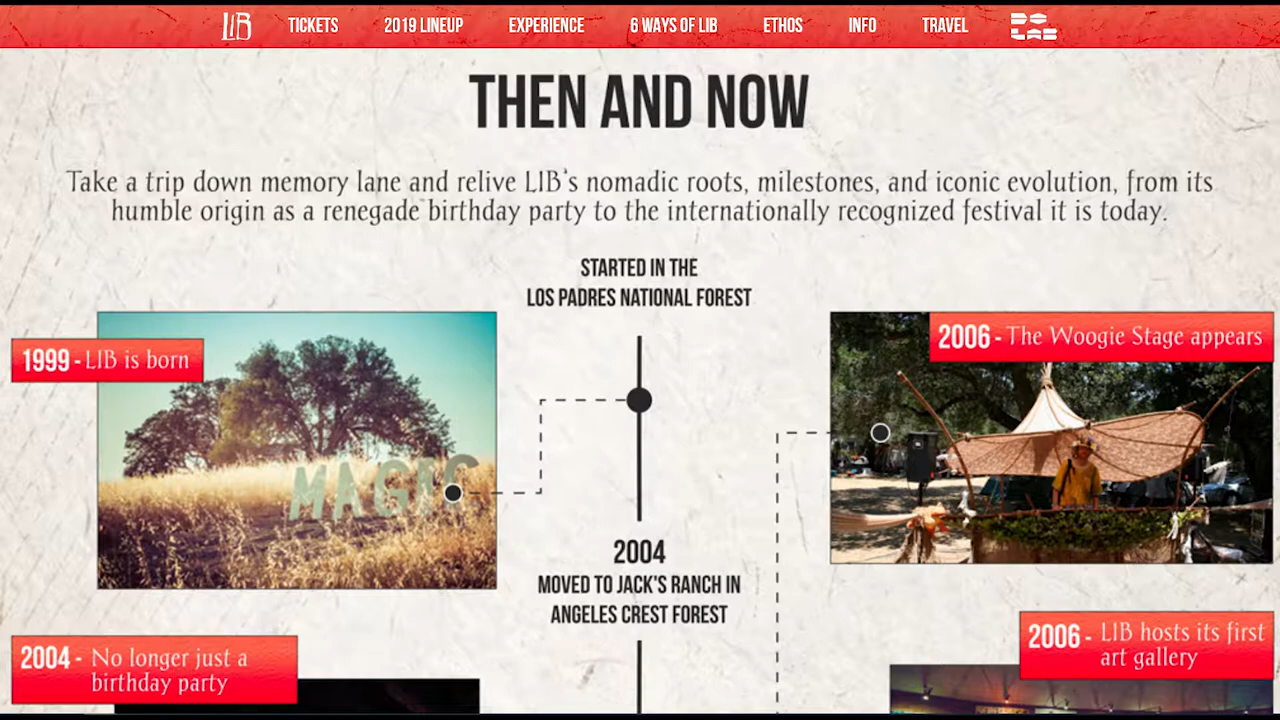 LIB TICKETS 2019 LINEUP EXPERIENCE 6 WAYS OF LIB ETHOS INFO TRAVEL DO LAB
THEN AND NOW
Take a trip down memory lane and relive LIB's nomadic roots, milestones, and iconic evolution, from its
humble origin as a renegade birthday party to the internationally recognized festival it is today.
STARTED IN THE
LOS PADRES NATIONAL FOREST
1999 - LIB is born
MAGIC
2006 - The Woogie Stage appears
2004
MOVED TO JACK'S RANCH IN
ANGELES CREST FOREST
2004 - No longer just a
birthday party
2006 - LIB hosts its first
art gallery